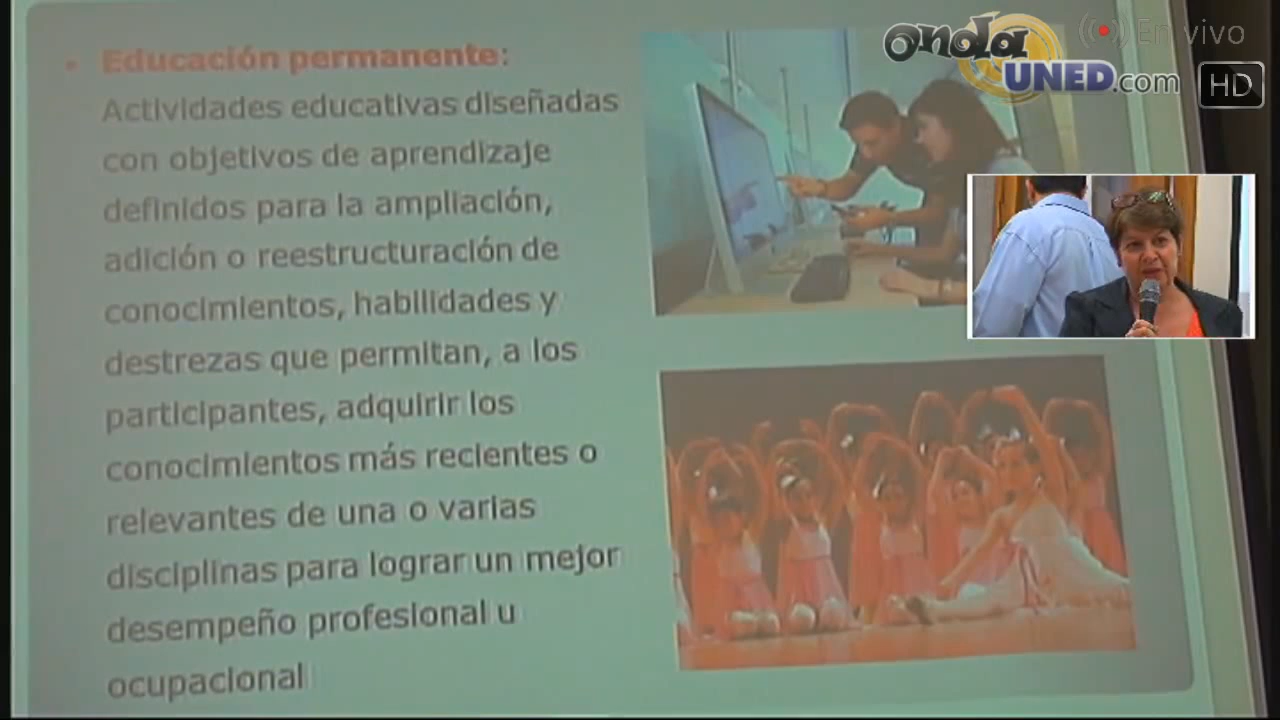 Educación permanente:
Actividades educativas diseñadas
con objetivos de aprendizaje
definidos para la ampliación,
adición o reestructuración de
conocimientos, habilidades y
destrezas que permitan, a los
participantes, adquirir los
conocimientos más recientes o
relevantes de una o varias
disciplinas para lograr un mejor
desempeño profesional u
ocupacional
onda
UNED.com
En vivo
HD